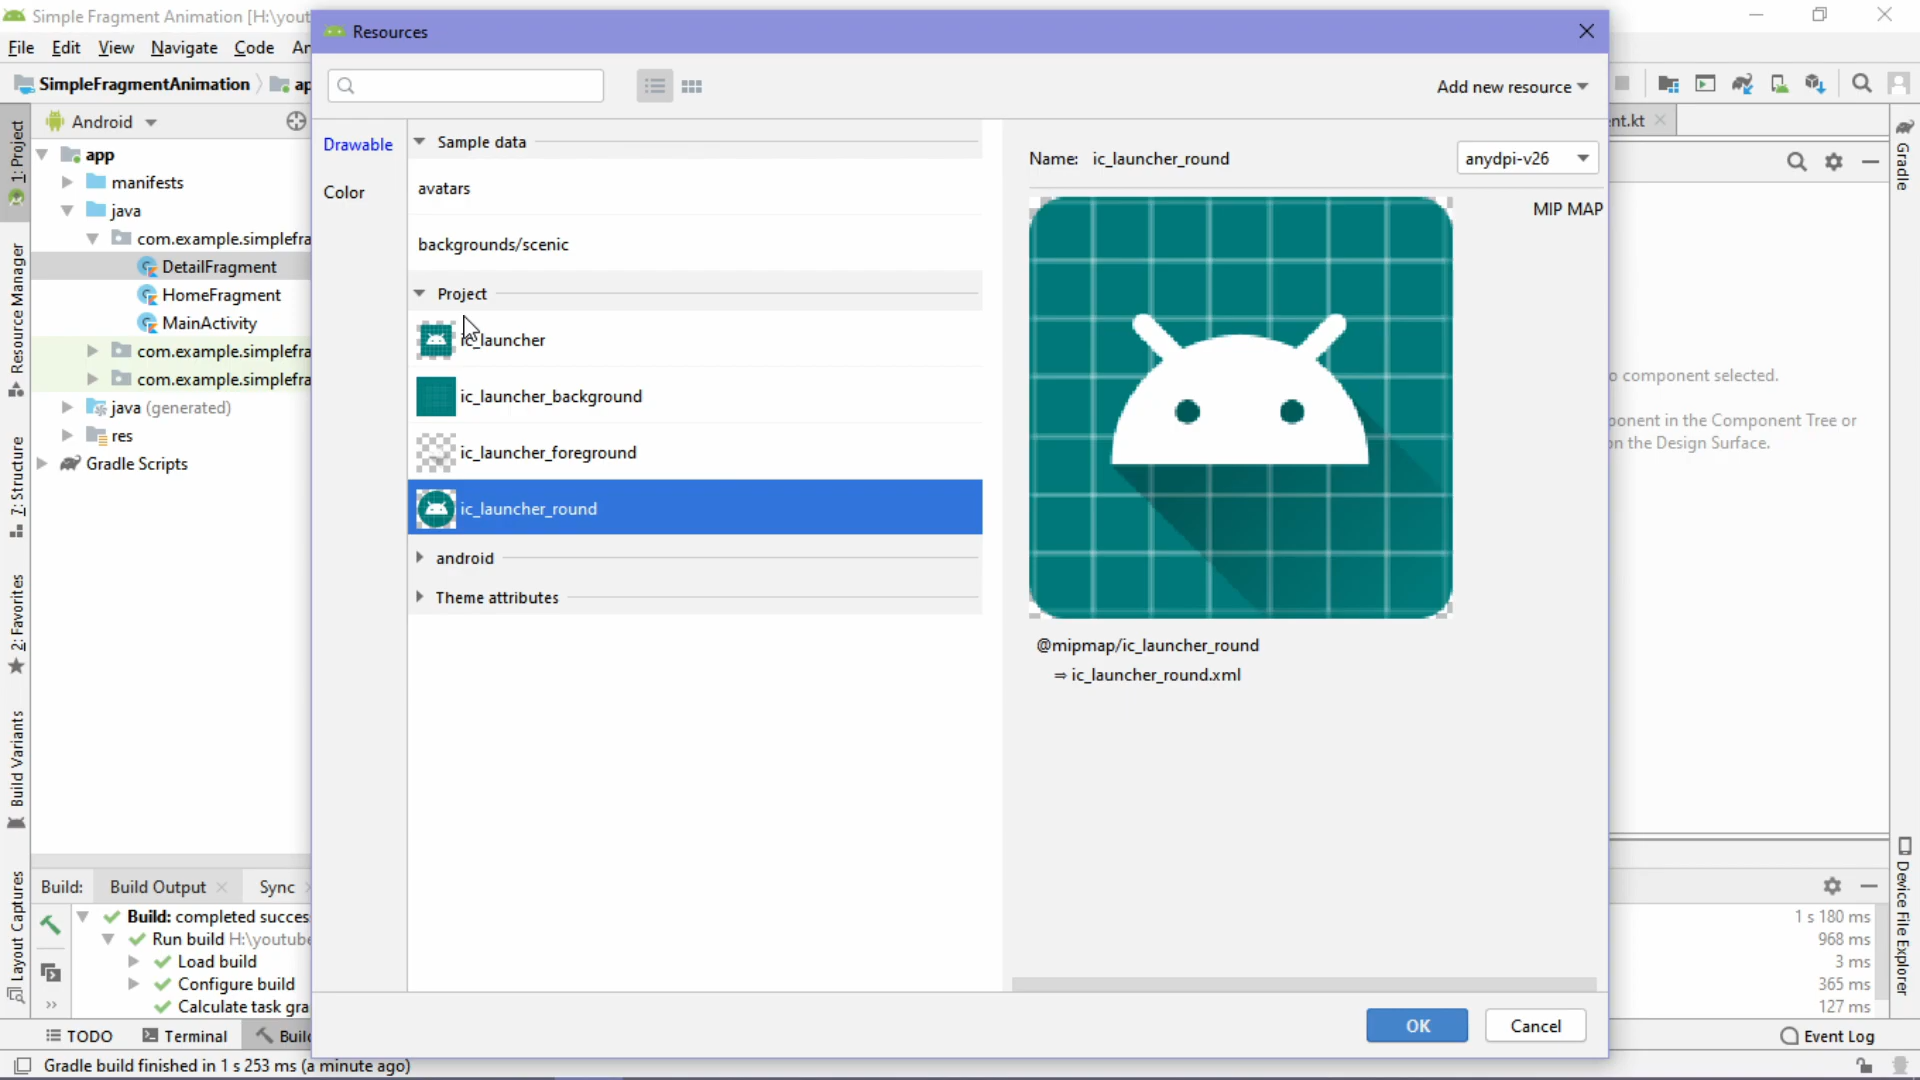 Simple Fragment Animation [H:\yout
File Edit View Navigate Code An
SimpleFragmentAnimation ap
Android
app
manifests
java
com.example.simplefra
DetailFragment
HomeFragment
MainActivity
com.example.simplefra
com.example.simplefra
java (generated)
res
Gradle Scripts
1: Project
Resource Manager
7: Structure
2: Favorites
Build Variants
Layout Captures
Resources
Add new resource
Drawable
Color
Sample data
avatars
backgrounds/scenic
Project
ic_launcher
ic_launcher_background
ic_launcher_foreground
ic_launcher_round
android
Theme attributes
Name: ic_launcher_round
anydpi-v26
MIP MAP
@mipmap/ic_launcher_round
⇒ ic_launcher_round.xml
OK
Cancel
nt.kt
o component selected.
ponent in the Component Tree or
n the Design Surface.
Gradle
Device File Explorer
Build: Build Output Sync
Build: completed succes
Run build H:\youtube
Load build
Configure build
Calculate task gra
1 s 180 ms
968 ms
3 ms
365 ms
127 ms
TODO Terminal Buil
Event Log
Gradle build finished in 1 s 253 ms (a minute ago)